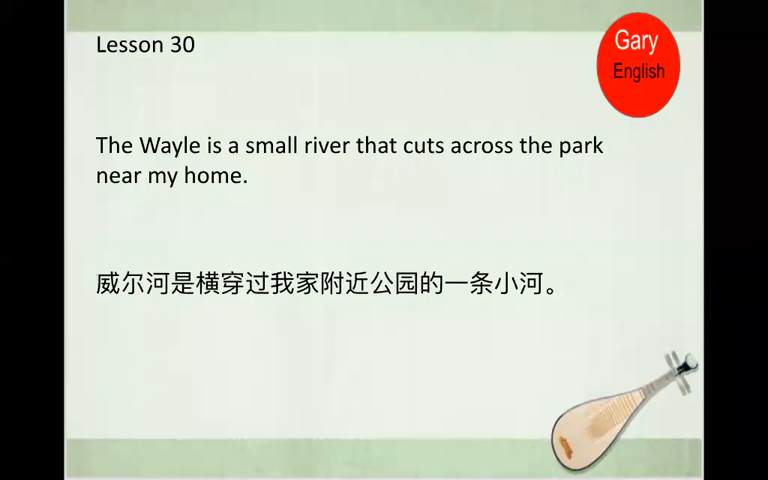 Lesson 30
Gary
English
The Wayle is a small river that cuts across the park
near my home.
威尔河是横穿过我家附近公园的一条小河。